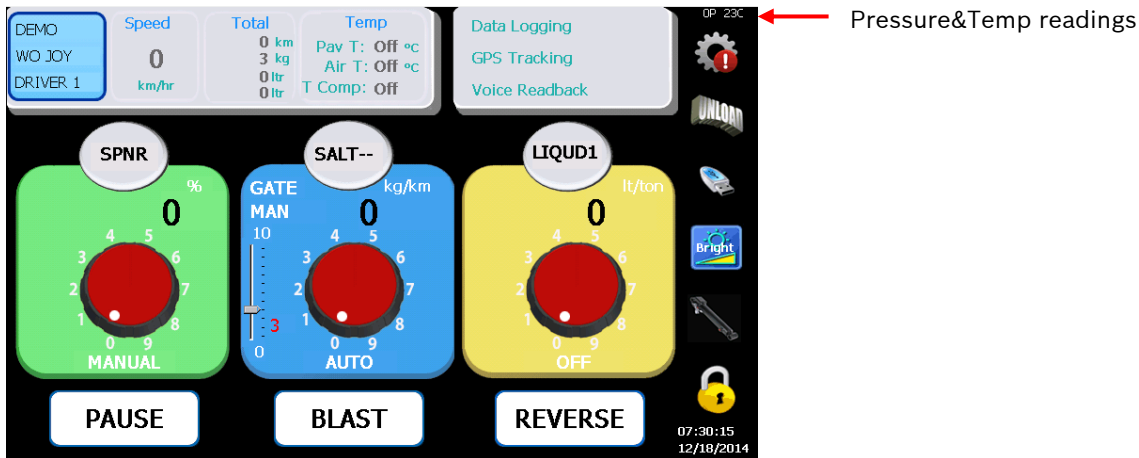 DEMO
WO JOY
DRIVER 1
Speed
0
km/hr
Total
0 km
3 kg
0 ltr
0 ltr
Temp
Pav T: Off ºc
Air T: Off ºc
T Comp: Off
Data Logging
GPS Tracking
Voice Readback
0P 23C
Pressure&Temp readings
UNLOAD
Bright
SPNR
%
0
0 1 2 3 4 5 6 7 8 9
MANUAL
SALT--
GATE
MAN
kg/km
0
10
3
0
0 1 2 3 4 5 6 7 8 9
AUTO
LIQUD1
lt/ton
0
0 1 2 3 4 5 6 7 8 9
OFF
PAUSE
BLAST
REVERSE
07:30:15
12/18/2014